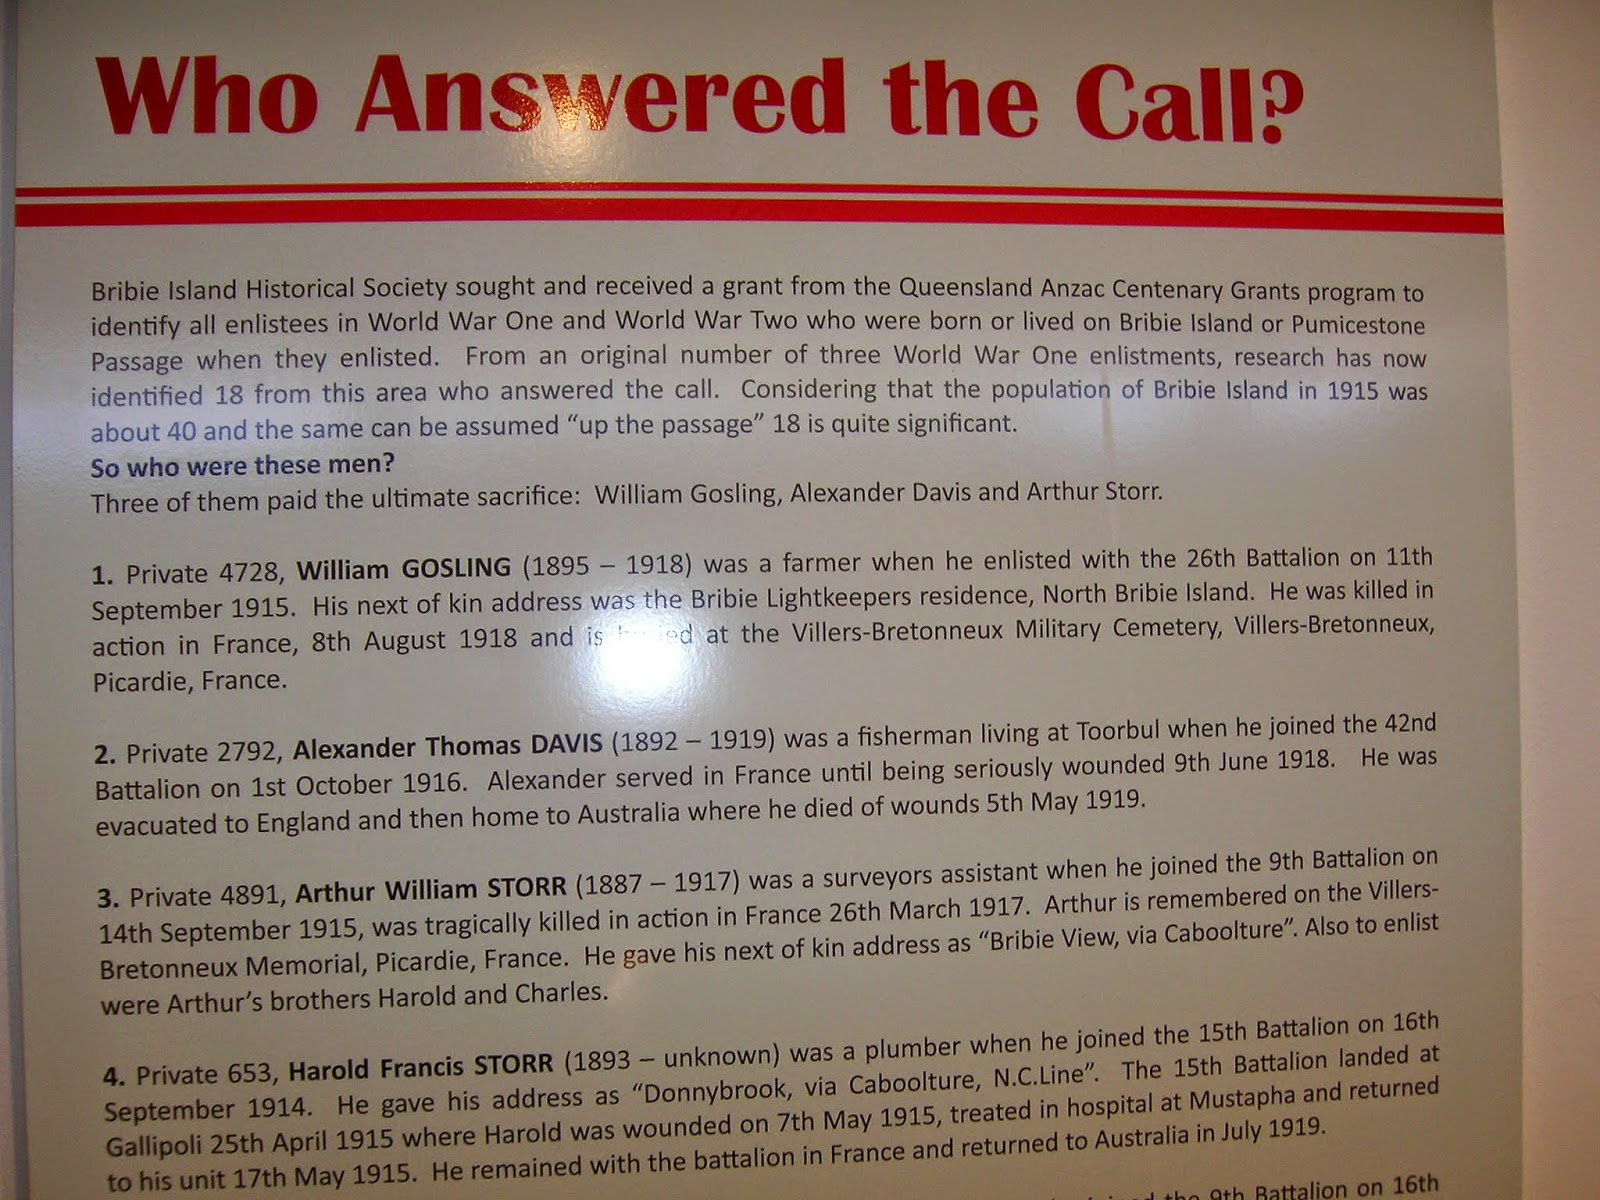 Who Answered the Call?
Bribie Island Historical Society sought and received a grant from the Queensland Anzac Centenary Grants program to
identify all enlistees in World War One and World War Two who were born or lived on Bribie Island or Pumicestone
Passage when they enlisted. From an original number of three World War One enlistments, research has now
identified 18 from this area who answered the call. Considering that the population of Bribie Island in 1915 was
about 40 and the same can be assumed “up the passage” 18 is quite significant.
So who were these men?
Three of them paid the ultimate sacrifice: William Gosling, Alexander Davis and Arthur Storr.
1. Private 4728, William GOSLING (1895 – 1918) was a farmer when he enlisted with the 26th Battalion on 11th
September 1915. His next of kin address was the Bribie Lightkeepers residence, North Bribie Island. He was killed in
action in France, 8th August 1918 and is buried at the Villers-Bretonneux Military Cemetery, Villers-Bretonneux,
Picardie, France.
2. Private 2792, Alexander Thomas DAVIS (1892 – 1919) was a fisherman living at Toorbul when he joined the 42nd
Battalion on 1st October 1916. Alexander served in France until being seriously wounded 9th June 1918. He was
evacuated to England and then home to Australia where he died of wounds 5th May 1919.
3. Private 4891, Arthur William STORR (1887 – 1917) was a surveyors assistant when he joined the 9th Battalion on
14th September 1915, was tragically killed in action in France 26th March 1917. Arthur is remembered on the Villers-
Bretonneux Memorial, Picardie, France. He gave his next of kin address as “Bribie View, via Caboolture”. Also to enlist
were Arthur’s brothers Harold and Charles.
4. Private 653, Harold Francis STORR (1893 – unknown) was a plumber when he joined the 15th Battalion on 16th
September 1914. He gave his address as “Donnybrook, via Caboolture, N.C.Line”. The 15th Battalion landed at
Gallipoli 25th April 1915 where Harold was wounded on 7th May 1915, treated in hospital at Mustapha and returned
to his unit 17th May 1915. He remained with the battalion in France and returned to Australia in July 1919.
the 9th Battalion on 16th